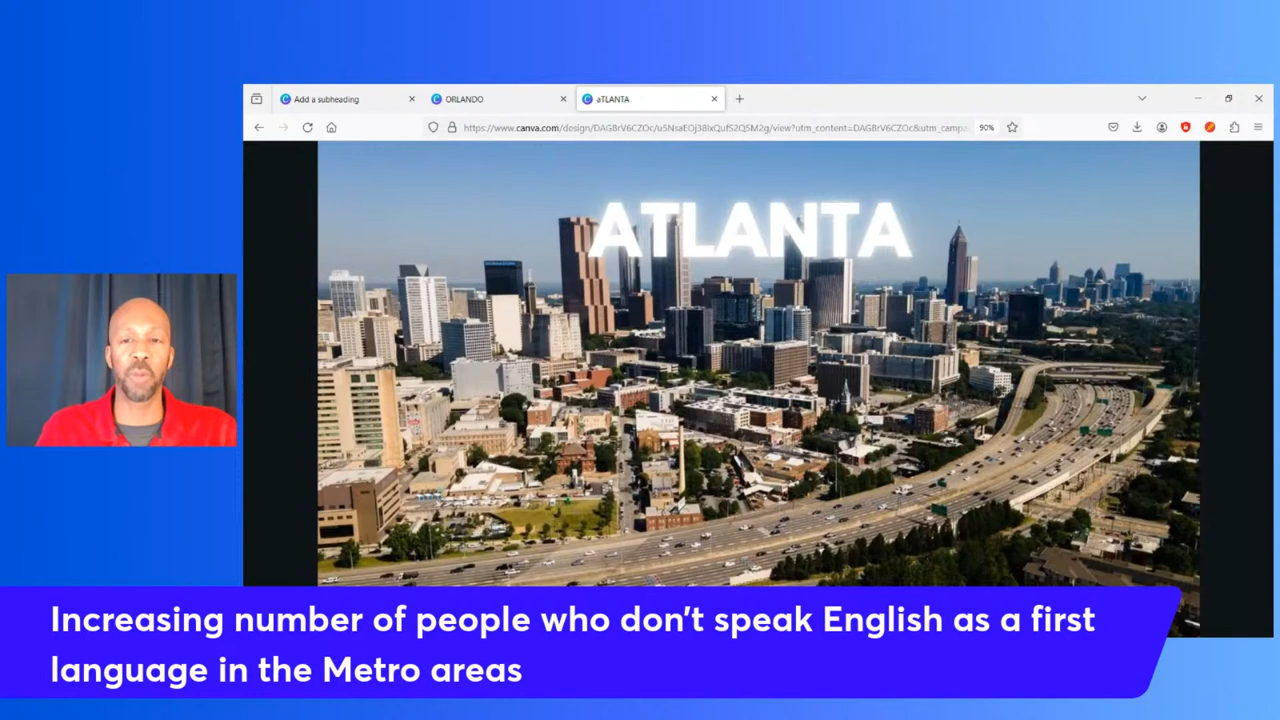 Add a subheading
ORLANDO
aTLANTA
https://www.canva.com/design/DAGBrV6CZOc/u5NsaEOj38lxQufS2Q5M2g/view?utm_content=DAGBrV6CZOc&utm_campa
90%
ATLANTA
Increasing number of people who don't speak English as a first
language in the Metro areas